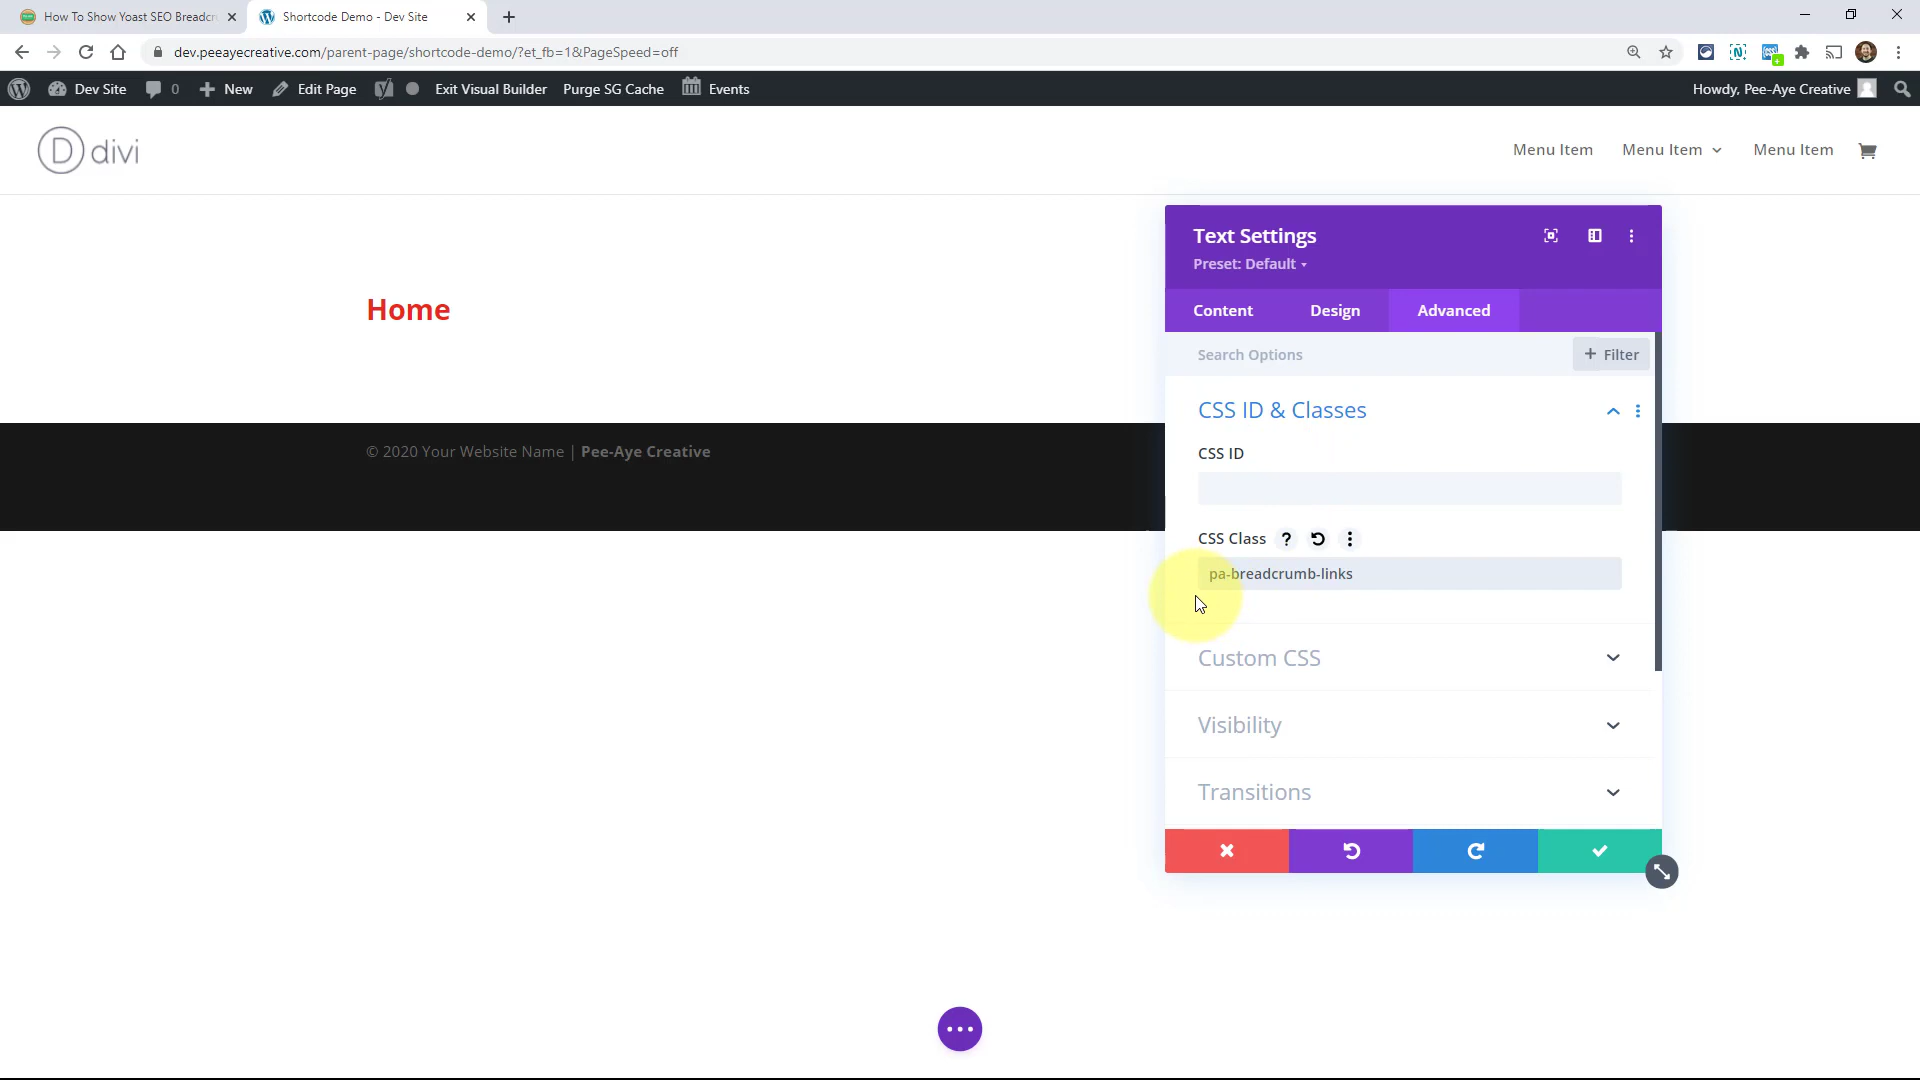 How To Show Yoast SEO Breadcr
Shortcode Demo - Dev Site
dev.peeayecreative.com/parent-page/shortcode-demo/?et_fb=1&PageSpeed=off
Dev Site
0
New
Edit Page
Exit Visual Builder
Purge SG Cache
Events
Howdy, Pee-Aye Creative
D divi
Menu Item
Menu Item
Menu Item
Text Settings
Preset: Default
Content
Design
Advanced
Home
Search Options
+ Filter
CSS ID & Classes
CSS ID
© 2020 Your Website Name | Pee-Aye Creative
CSS Class ?
pa-breadcrumb-links
Custom CSS
Visibility
Transitions